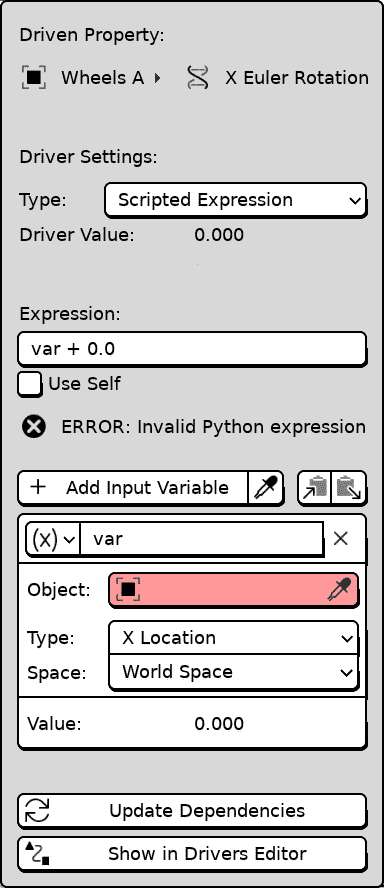 Driven Property:
Wheels A X Euler Rotation
Driver Settings:
Type: Scripted Expression
Driver Value: 0.000
Expression:
var + 0.0
Use Self
ERROR: Invalid Python expression
+ Add Input Variable
(x) var
Object:
Type: X Location
Space: World Space
Value: 0.000
Update Dependencies
Show in Drivers Editor